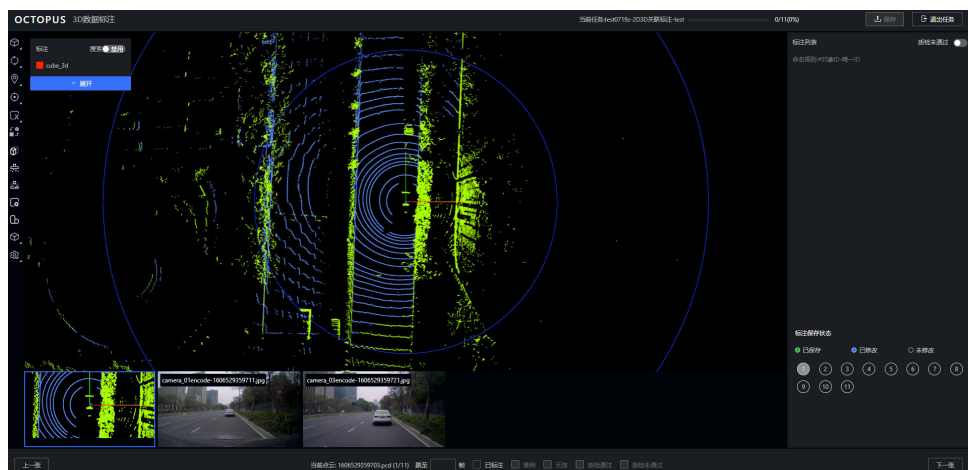 OCTOPUS 3D数据标注
当前任务:test0719z-2D3D关联标注-test 0/11(0%) 保存 退出任务
标注 搜索 禁用
cube_3d
展开
标注列表 质检未通过
命名规则:#对象ID-唯一ID
标注保存状态
已保存 已修改 未修改
1 2 3 4 5 6 7 8
9 10 11
camera_01encode-1606529359711.jpg camera_03encode-1606529359721.jpg
上一张 当前点云: 1606529359703.pcd (1/11) 跳至 帧 已标注 难例 无效 质检通过 质检未通过 下一张